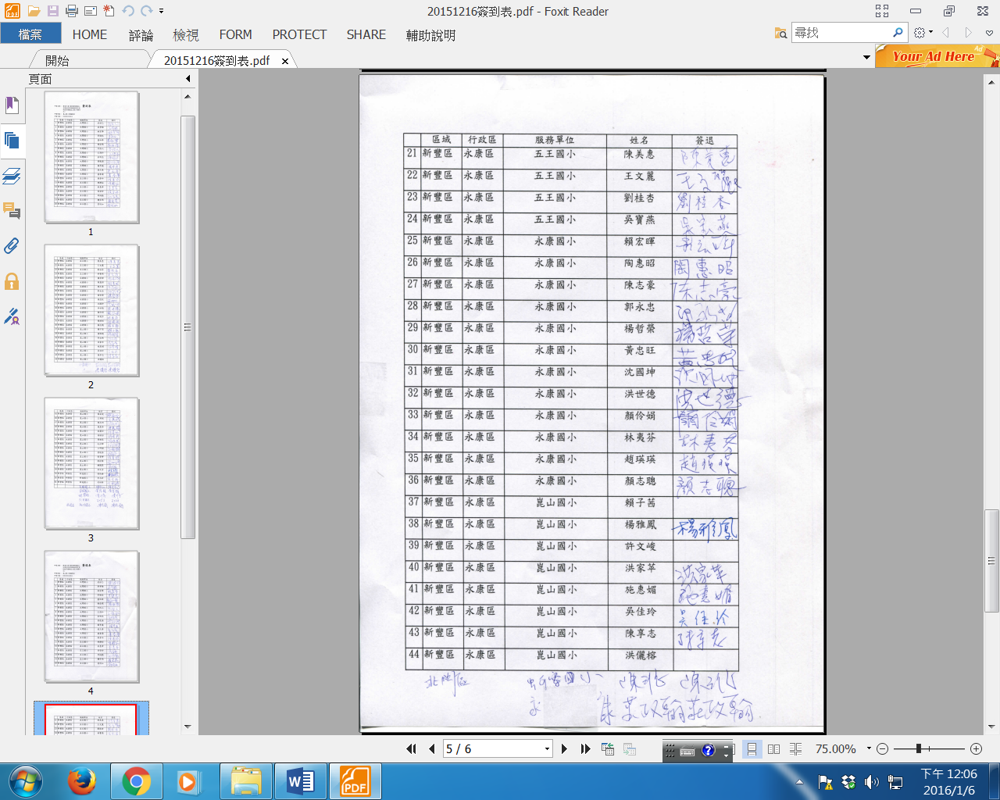 20151216簽到表.pdf - Foxit Reader
檔案 HOME 評論 檢視 FORM PROTECT SHARE 輔助說明 尋找
開始 20151216簽到表.pdf Your Ad Here Ad
頁面
1
2
3
4
區域 行政區 服務單位 姓名 簽退
21 新豐區 永康區 五王國小 陳美惠 陳美惠
22 新豐區 永康區 五王國小 王文麗 王文麗
23 新豐區 永康區 五王國小 劉桂杏 劉桂杏
24 新豐區 永康區 五王國小 吳寶燕
25 新豐區 永康區 永康國小 賴宏暉
26 新豐區 永康區 永康國小 陶惠昭 陶惠昭
27 新豐區 永康區 永康國小 陳志豪 陳志豪
28 新豐區 永康區 永康國小 郭永忠
29 新豐區 永康區 永康國小 楊哲榮 楊哲榮
30 新豐區 永康區 永康國小 黃忠旺 黃忠旺
31 新豐區 永康區 永康國小 沈國坤
32 新豐區 永康區 永康國小 洪世德 洪世德
33 新豐區 永康區 永康國小 顏伶娟 顏伶娟
34 新豐區 永康區 永康國小 林夷芬 林夷芬
35 新豐區 永康區 永康國小 趙瑛瑛 趙瑛瑛
36 新豐區 永康區 永康國小 顏志聰 顏志聰
37 新豐區 永康區 崑山國小 賴子茜
38 新豐區 永康區 崑山國小 楊雅鳳 楊雅鳳
39 新豐區 永康區 崑山國小 許文峻
40 新豐區 永康區 崑山國小 洪家苹 洪家苹
41 新豐區 永康區 崑山國小 施惠媚 施惠媚
42 新豐區 永康區 崑山國小 吳佳玲 吳佳玲
43 新豐區 永康區 崑山國小 陳享志 陳享志
44 新豐區 永康區 崑山國小 洪儷榕
5 / 6 75.00%
PDF 下午 12:06
2016/1/6